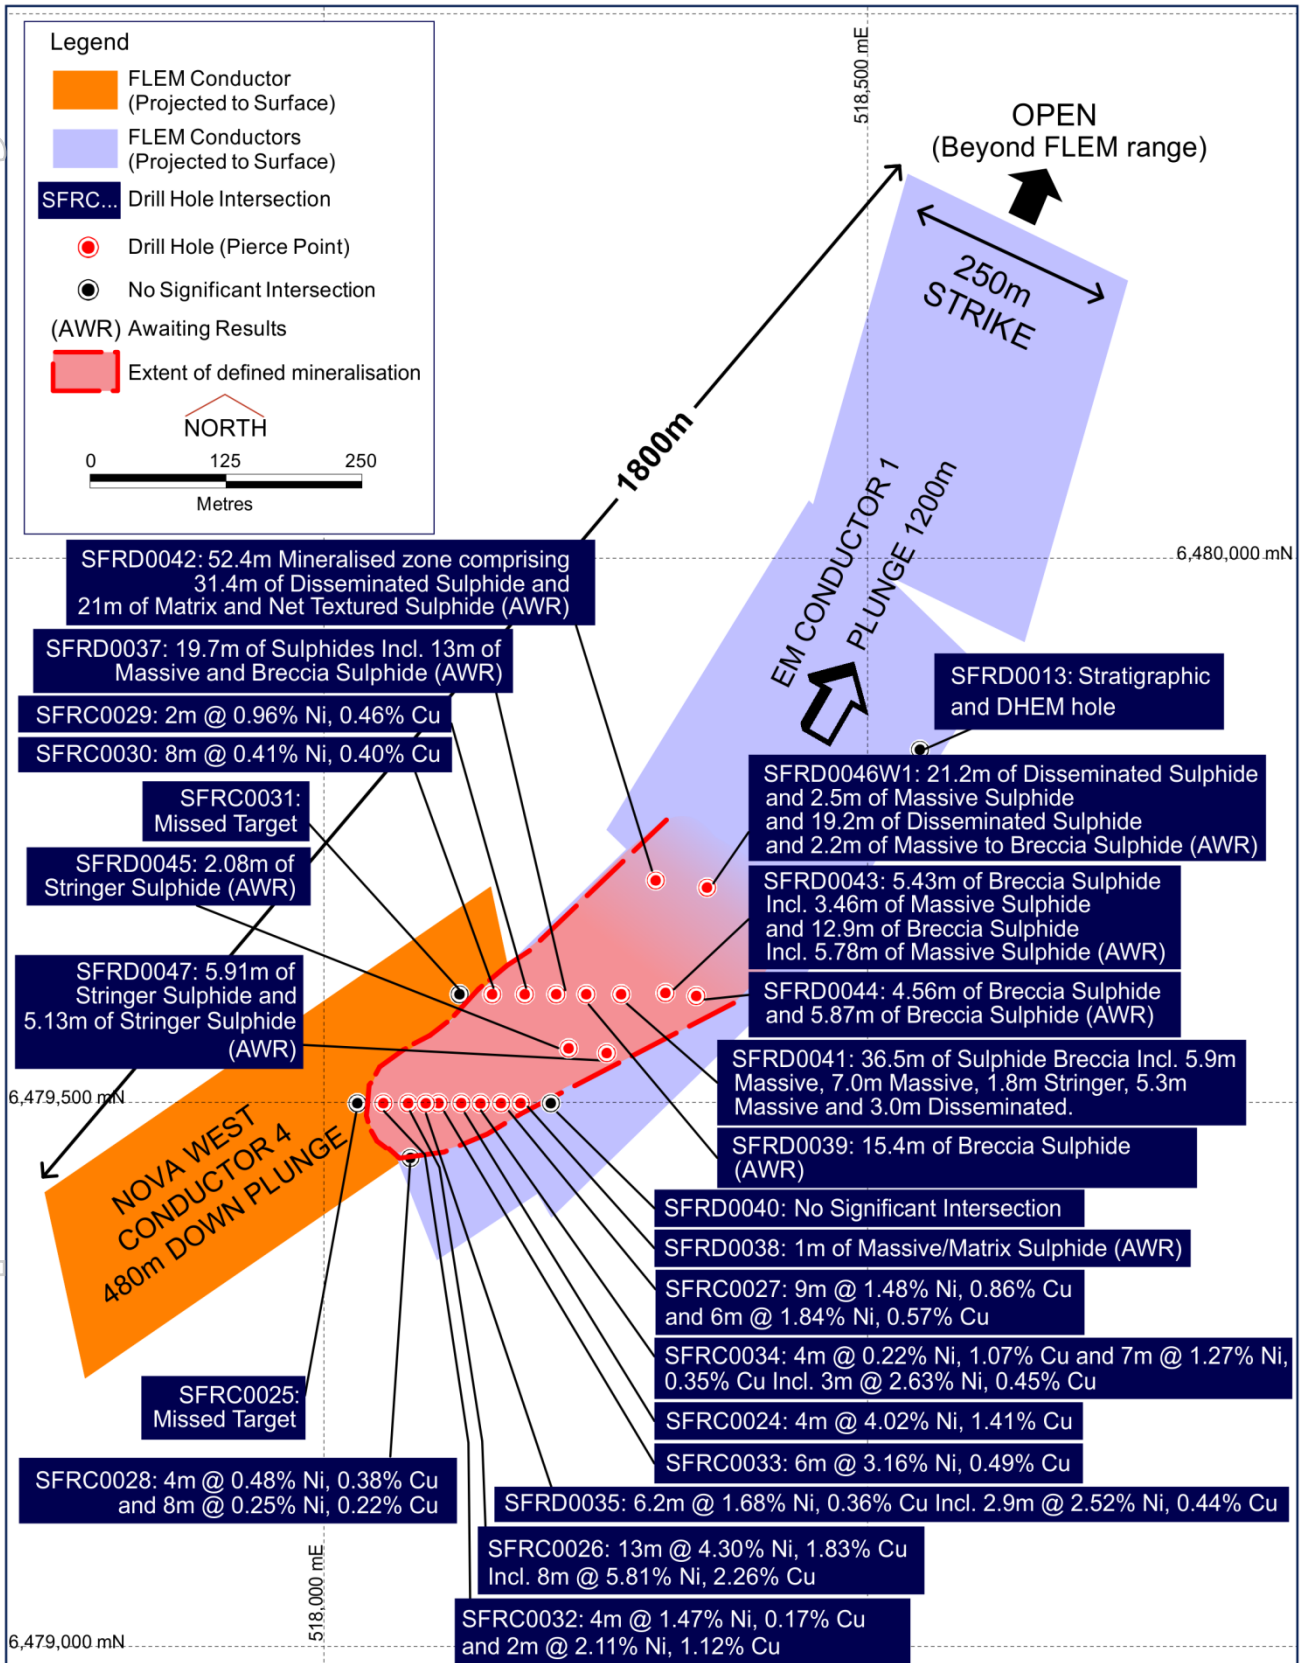 Legend
FLEM Conductor
(Projected to Surface)
FLEM Conductors
(Projected to Surface)
SFRC... Drill Hole Intersection
Drill Hole (Pierce Point)
No Significant Intersection
(AWR) Awaiting Results
Extent of defined mineralisation
NORTH
0 125 250
Metres
518,500 mE
OPEN
(Beyond FLEM range)
250m
STRIKE
1800m
EM CONDUCTOR 1
PLUNGE 1200m
6,480,000 mN
SFRD0042: 52.4m Mineralised zone comprising
31.4m of Disseminated Sulphide and
21m of Matrix and Net Textured Sulphide (AWR)
SFRD0037: 19.7m of Sulphides Incl. 13m of
Massive and Breccia Sulphide (AWR)
SFRC0029: 2m @ 0.96% Ni, 0.46% Cu
SFRC0030: 8m @ 0.41% Ni, 0.40% Cu
SFRC0031:
Missed Target
SFRD0045: 2.08m of
Stringer Sulphide (AWR)
SFRD0047: 5.91m of
Stringer Sulphide and
5.13m of Stringer Sulphide
(AWR)
SFRD0013: Stratigraphic
and DHEM hole
SFRD0046W1: 21.2m of Disseminated Sulphide
and 2.5m of Massive Sulphide
and 19.2m of Disseminated Sulphide
and 2.2m of Massive to Breccia Sulphide (AWR)
SFRD0043: 5.43m of Breccia Sulphide
Incl. 3.46m of Massive Sulphide
and 12.9m of Breccia Sulphide
Incl. 5.78m of Massive Sulphide (AWR)
SFRD0044: 4.56m of Breccia Sulphide
and 5.87m of Breccia Sulphide (AWR)
SFRD0041: 36.5m of Sulphide Breccia Incl. 5.9m
Massive, 7.0m Massive, 1.8m Stringer, 5.3m
Massive and 3.0m Disseminated.
SFRD0039: 15.4m of Breccia Sulphide
(AWR)
6,479,500 mN
NOVA WEST
CONDUCTOR 4
480m DOWN PLUNGE
SFRD0040: No Significant Intersection
SFRD0038: 1m of Massive/Matrix Sulphide (AWR)
SFRC0027: 9m @ 1.48% Ni, 0.86% Cu
and 6m @ 1.84% Ni, 0.57% Cu
SFRC0034: 4m @ 0.22% Ni, 1.07% Cu and 7m @ 1.27% Ni,
0.35% Cu Incl. 3m @ 2.63% Ni, 0.45% Cu
SFRC0024: 4m @ 4.02% Ni, 1.41% Cu
SFRC0033: 6m @ 3.16% Ni, 0.49% Cu
SFRC0025:
Missed Target
SFRC0028: 4m @ 0.48% Ni, 0.38% Cu
and 8m @ 0.25% Ni, 0.22% Cu
SFRD0035: 6.2m @ 1.68% Ni, 0.36% Cu Incl. 2.9m @ 2.52% Ni, 0.44% Cu
SFRC0026: 13m @ 4.30% Ni, 1.83% Cu
Incl. 8m @ 5.81% Ni, 2.26% Cu
SFRC0032: 4m @ 1.47% Ni, 0.17% Cu
and 2m @ 2.11% Ni, 1.12% Cu
518,000 mE
6,479,000 mN